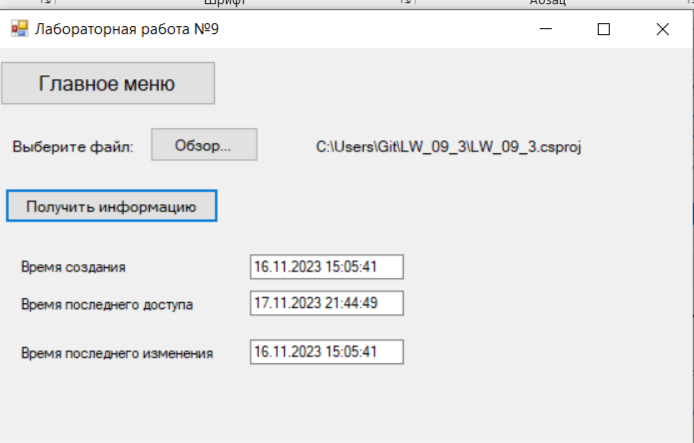 Шрифт Абзац
Лабораторная работа №9
Главное меню
Выберите файл: Обзор... C:\Users\Git\LW_09_3\LW_09_3.csproj
Получить информацию
Время создания 16.11.2023 15:05:41
Время последнего доступа 17.11.2023 21:44:49
Время последнего изменения 16.11.2023 15:05:41